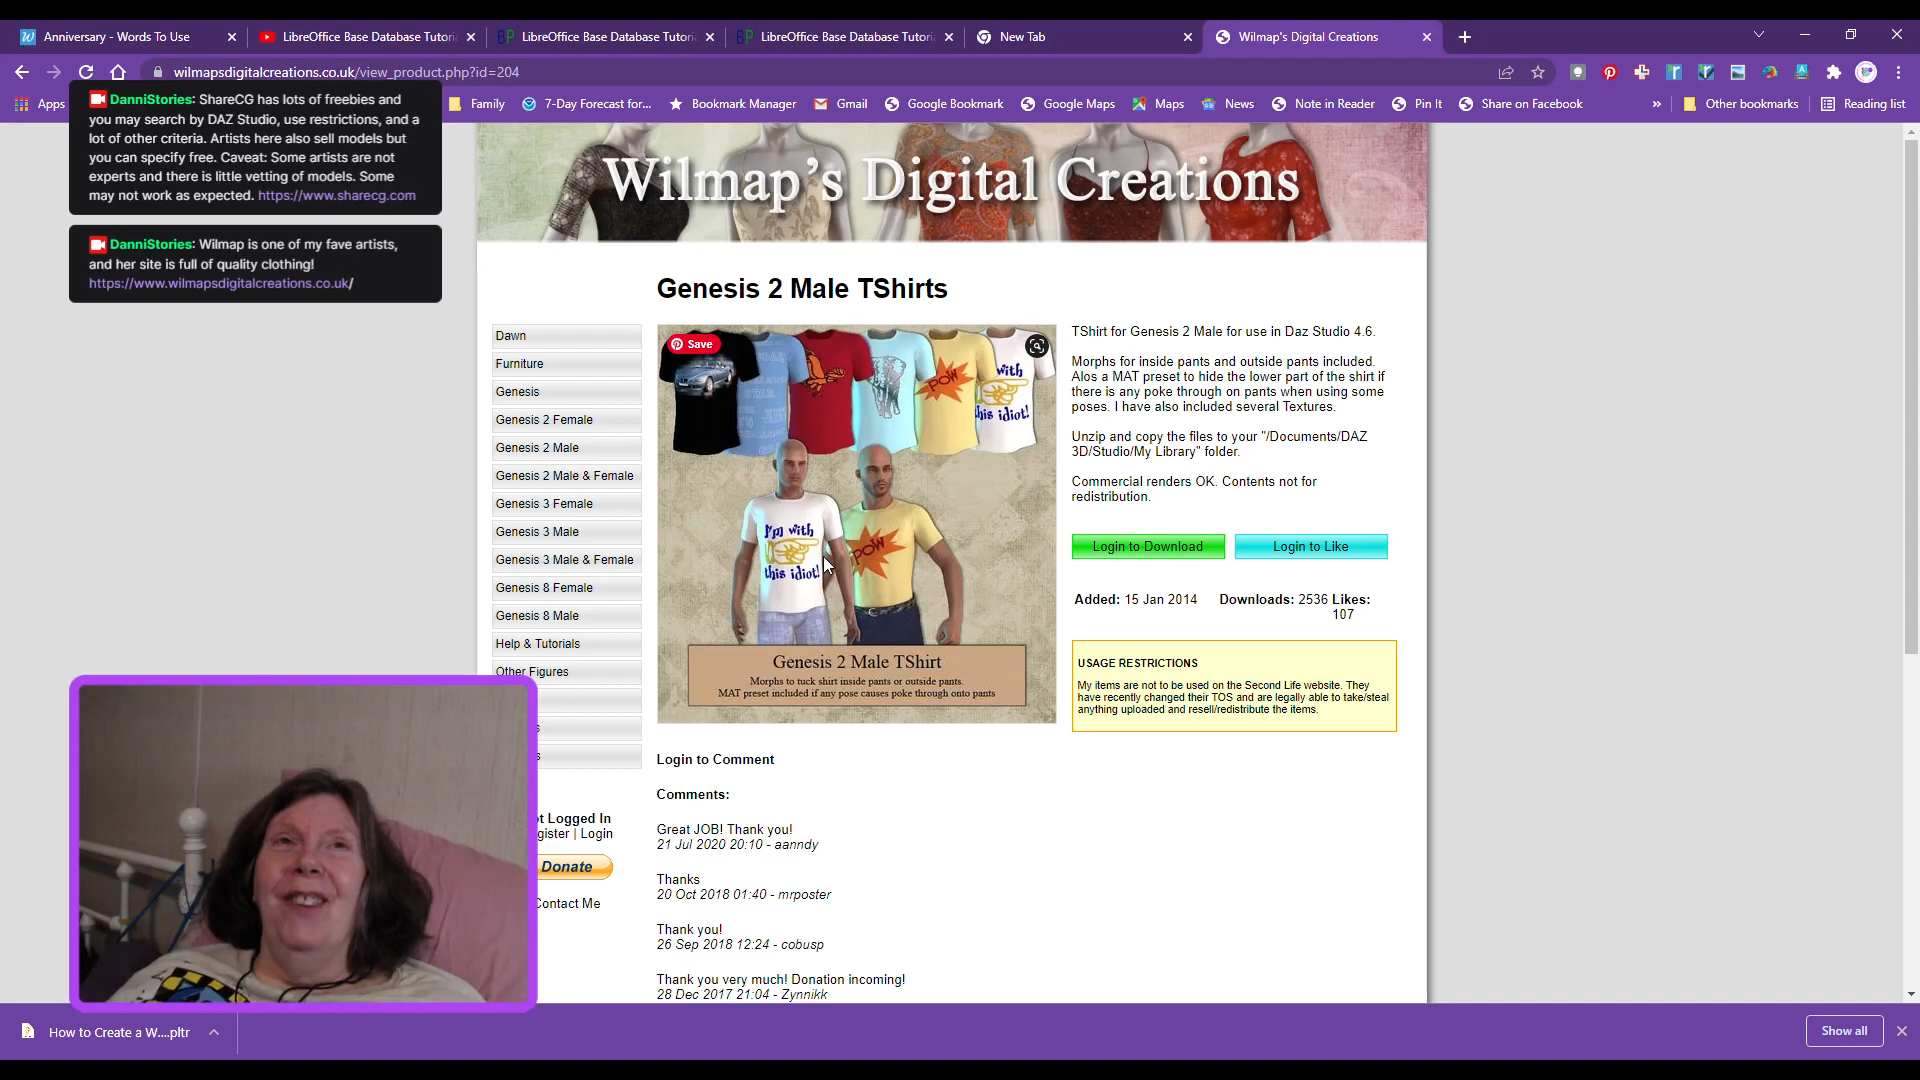 Anniversary - Words To Use
LibreOffice Base Database Tutori
LibreOffice Base Database Tutori
LibreOffice Base Database Tutori
New Tab
Wilmap's Digital Creations
wilmapsdigitalcreations.co.uk/view_product.php?id=204
Apps
Family
7-Day Forecast for...
Bookmark Manager
Gmail
Google Bookmark
Google Maps
Maps
News
Note in Reader
Pin It
Share on Facebook
»
Other bookmarks
Reading list
DanniStories: ShareCG has lots of freebies and
you may search by DAZ Studio, use restrictions, and a
lot of other criteria. Artists here also sell models but
you can specify free. Caveat: Some artists are not
experts and there is little vetting of models. Some
may not work as expected. https://www.sharecg.com
DanniStories: Wilmap is one of my fave artists,
and her site is full of quality clothing!
https://www.wilmapsdigitalcreations.co.uk/
Wilmap's Digital Creations
Genesis 2 Male TShirts
Dawn
Furniture
Genesis
Genesis 2 Female
Genesis 2 Male
Genesis 2 Male & Female
Genesis 3 Female
Genesis 3 Male
Genesis 3 Male & Female
Genesis 8 Female
Genesis 8 Male
Help & Tutorials
Other Figures
Save
POW
with
this idiot!
I'm with
this idiot!
POW
Genesis 2 Male TShirt
Morphs to tuck shirt inside pants or outside pants.
MAT preset included if any pose causes poke through onto pants
TShirt for Genesis 2 Male for use in Daz Studio 4.6.
Morphs for inside pants and outside pants included.
Alos a MAT preset to hide the lower part of the shirt if
there is any poke through on pants when using some
poses. I have also included several Textures.
Unzip and copy the files to your "/Documents/DAZ
3D/Studio/My Library" folder.
Commercial renders OK. Contents not for
redistribution.
Login to Download
Login to Like
Added: 15 Jan 2014 Downloads: 2536 Likes:
107
USAGE RESTRICTIONS
My items are not to be used on the Second Life website. They
have recently changed their TOS and are legally able to take/steal
anything uploaded and resell/redistribute the items.
ot Logged In
gister | Login
Donate
Contact Me
Login to Comment
Comments:
Great JOB! Thank you!
21 Jul 2020 20:10 - aanndy
Thanks
20 Oct 2018 01:40 - mrposter
Thank you!
26 Sep 2018 12:24 - cobusp
Thank you very much! Donation incoming!
28 Dec 2017 21:04 - Zynnikk
How to Create a W....pltr
Show all